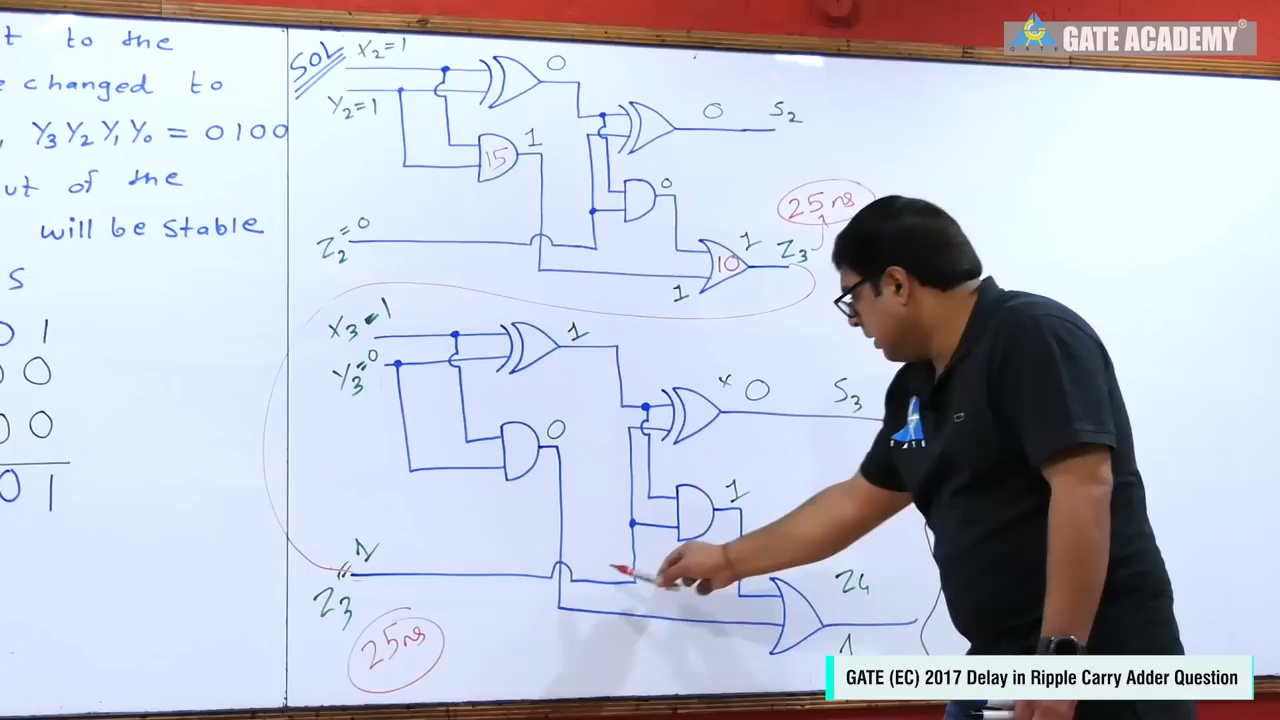 t to the
e changed to
, Y3 Y2 Y1 Y0 = 0100
ut of the
will be stable
S
0 1
0 0
0 0
0 1
SOL
X2=1
Y2=1
0
0 S2
15 1
0
Z2=0
25 ns
10 1 Z3
1
X3=1
Y3=0
1
0 S3
0
1
1
Z3
25 ns
Z4
1
GATE ACADEMY®
GATE
GATE (EC) 2017 Delay in Ripple Carry Adder Question